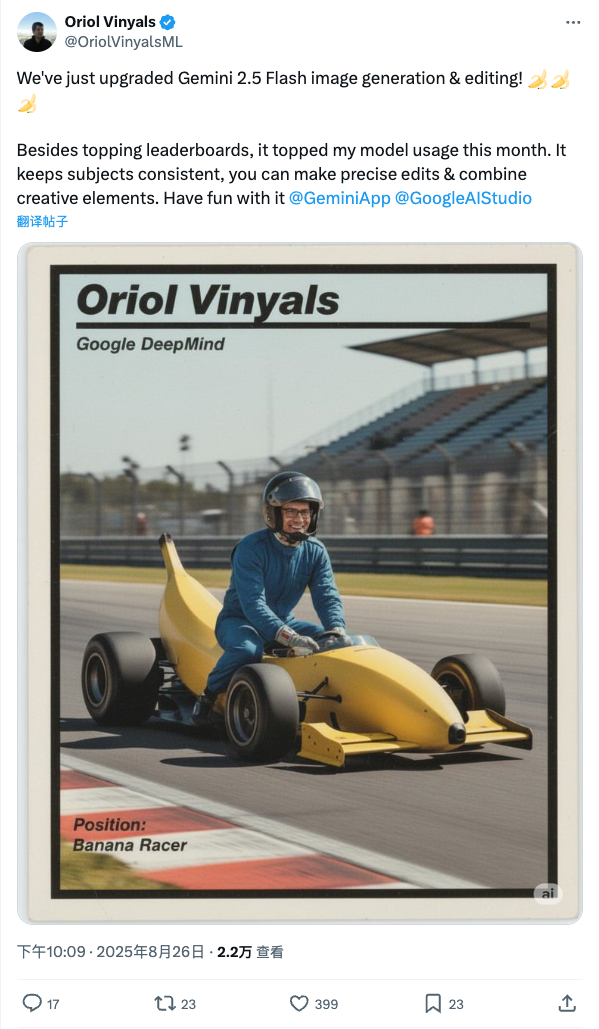 Oriol Vinyals
@OriolVinyalsML
We've just upgraded Gemini 2.5 Flash image generation & editing! 🍌🍌
🍌
Besides topping leaderboards, it topped my model usage this month. It
keeps subjects consistent, you can make precise edits & combine
creative elements. Have fun with it @GeminiApp @GoogleAIStudio
翻译帖子
Oriol Vinyals
Google DeepMind
Position:
Banana Racer
ai
下午10:09 · 2025年8月26日 · 2.2万 查看
17 23 399 23